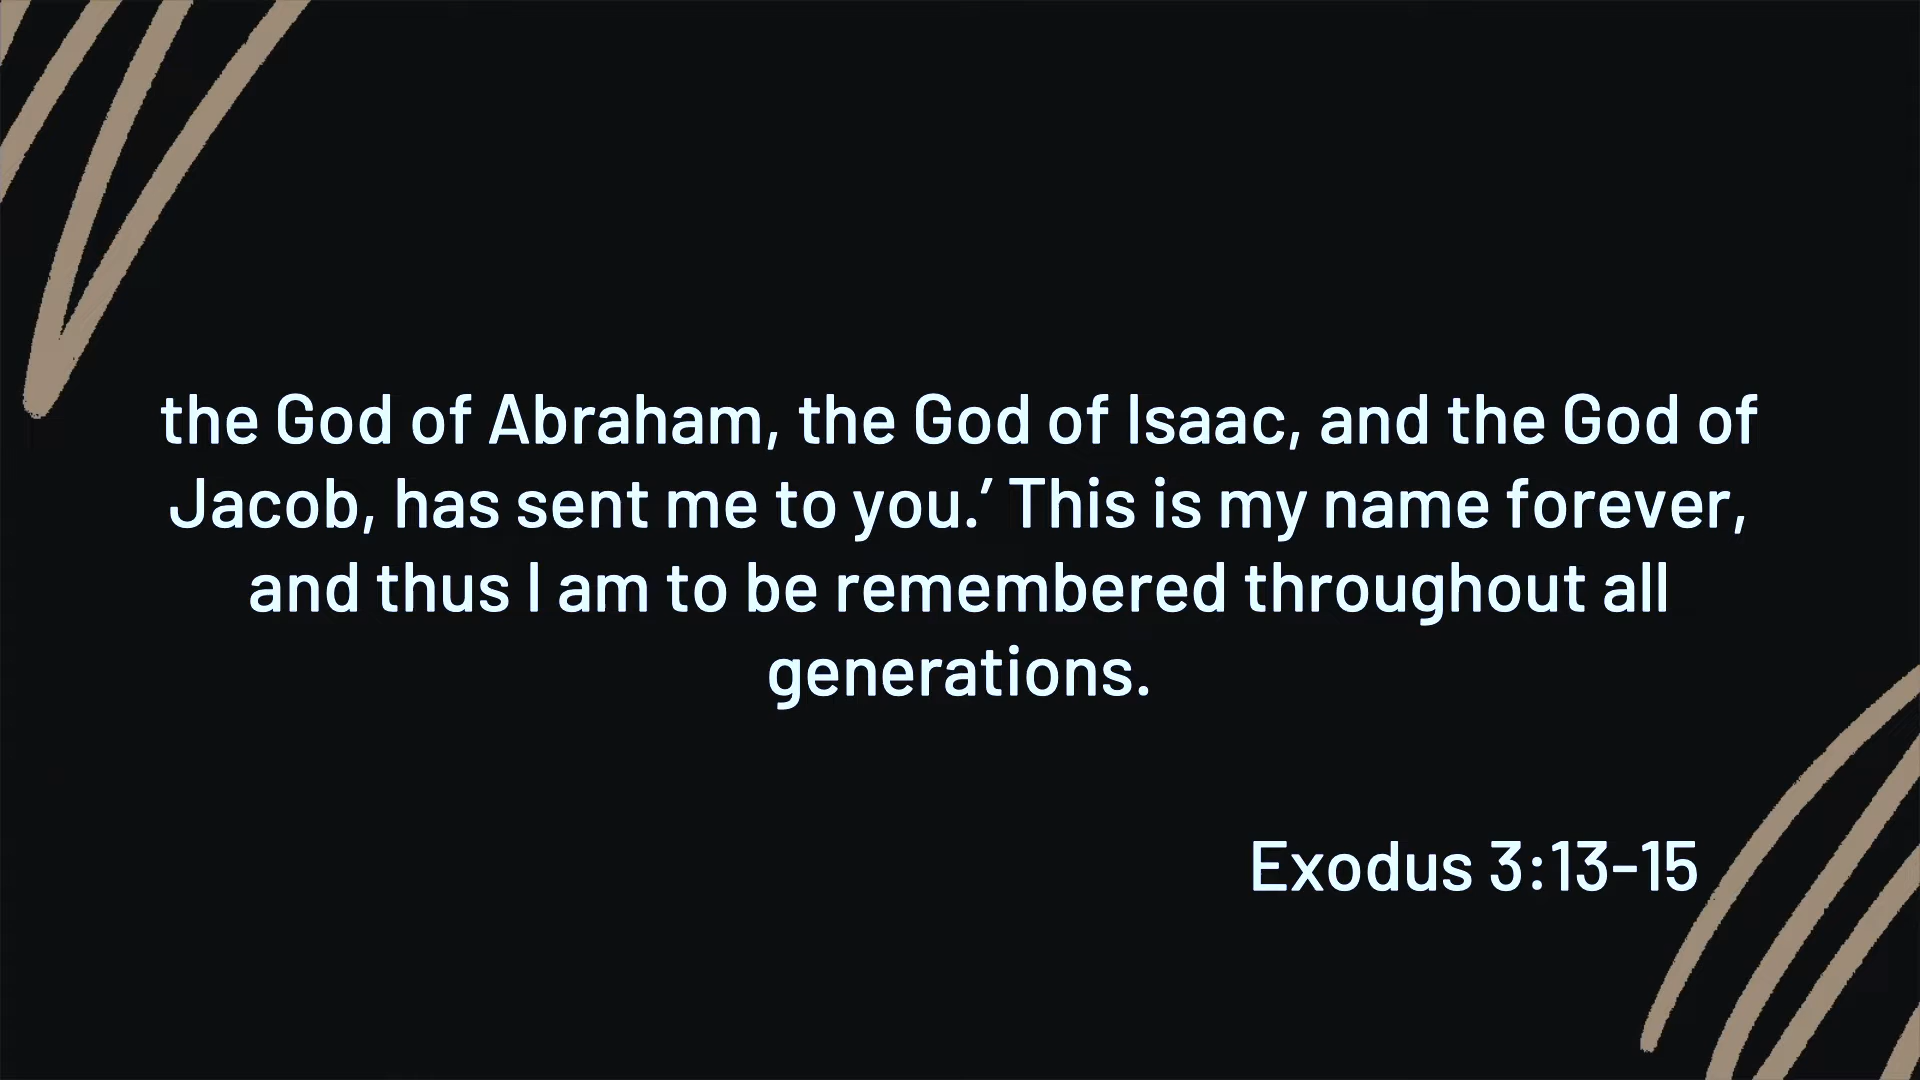 the God of Abraham, the God of Isaac, and the God of
Jacob, has sent me to you.’ This is my name forever,
and thus I am to be remembered throughout all
generations.
Exodus 3:13-15